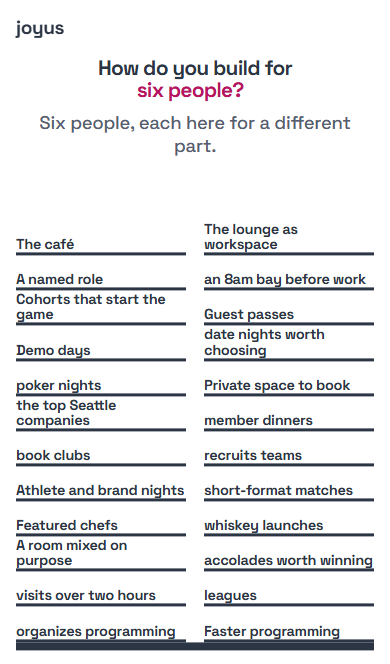 joyus
How do you build for
six people?
Six people, each here for a different
part.
The café
The lounge as
workspace
A named role
an 8am bay before work
Cohorts that start the
game
Guest passes
Demo days
date nights worth
choosing
poker nights
Private space to book
the top Seattle
companies
member dinners
book clubs
recruits teams
Athlete and brand nights
short-format matches
Featured chefs
whiskey launches
A room mixed on
purpose
accolades worth winning
visits over two hours
leagues
organizes programming
Faster programming